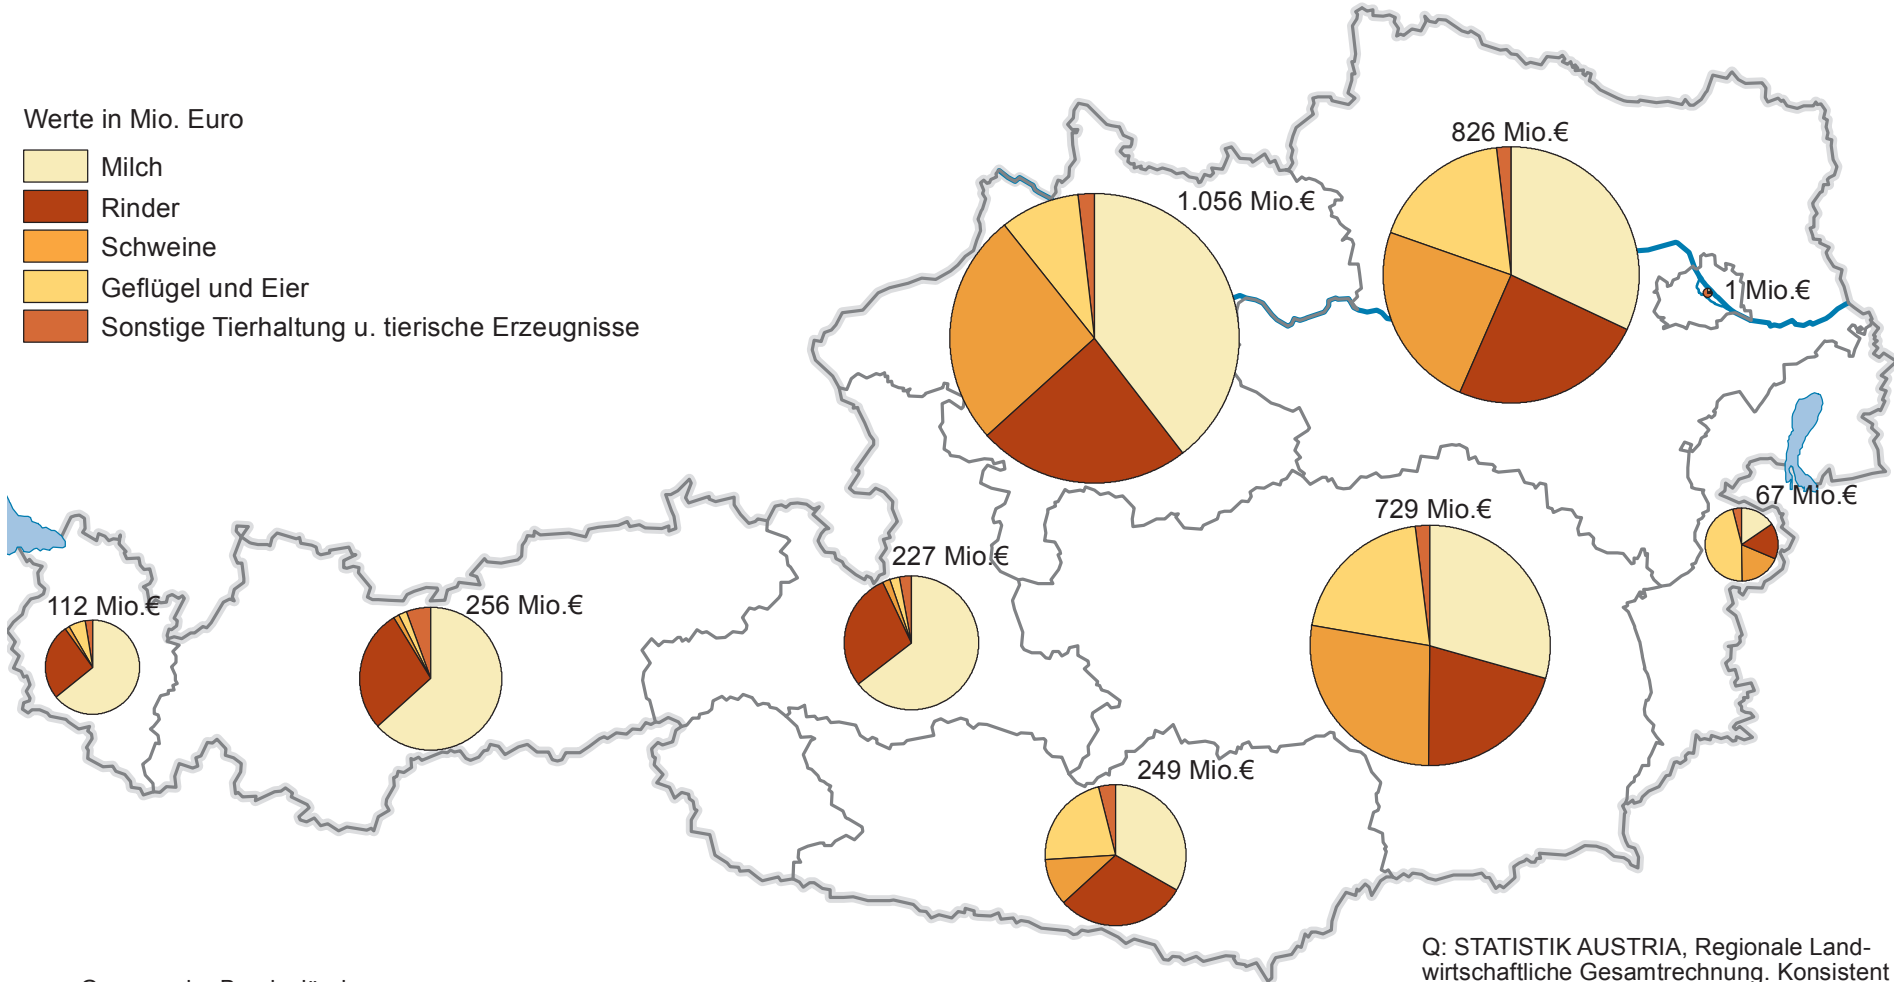 Werte in Mio. Euro
Milch
Rinder
Schweine
Geflügel und Eier
Sonstige Tierhaltung u. tierische Erzeugnisse
826 Mio.€
1.056 Mio.€
1 Mio.€
67 Mio.€
729 Mio.€
227 Mio.€
112 Mio.€
256 Mio.€
249 Mio.€
Q: STATISTIK AUSTRIA, Regionale Land-
wirtschaftliche Gesamtrechnung. Konsistent